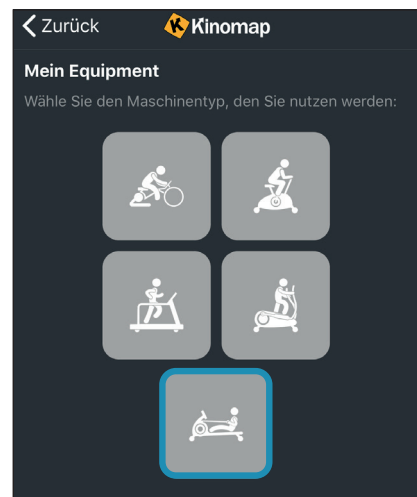 Zurück
Kinomap
Mein Equipment
Wähle Sie den Maschinentyp, den Sie nutzen werden: